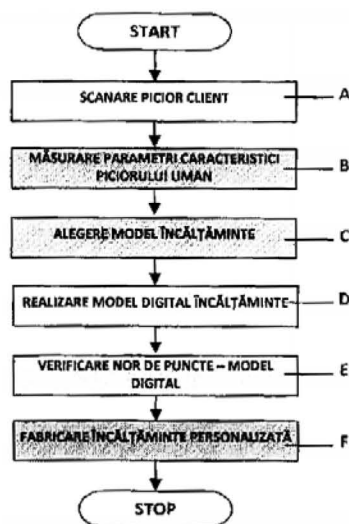 START
SCANARE PICIOR CLIENT
A
MĂSURARE PARAMETRI CARACTERISTICI
PICIORULUI UMAN
B
ALEGERE MODEL ÎNCĂLȚĂMINTE
C
REALIZARE MODEL DIGITAL ÎNCĂLȚĂMINTE
D
VERIFICARE NOR DE PUNCTE – MODEL
DIGITAL
E
FABRICARE ÎNCĂLȚĂMINTE PERSONALIZATĂ
F
STOP